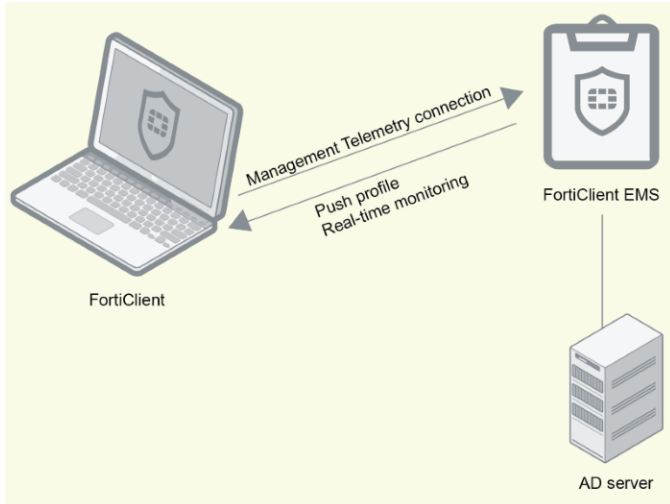 Management Telemetry connection
Push profile
Real-time monitoring
FortiClient EMS
FortiClient
AD server